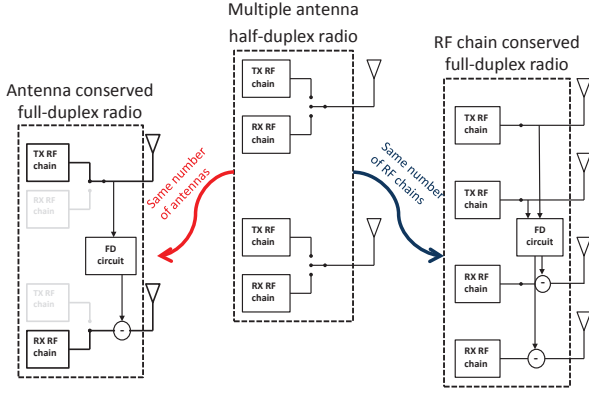 Multiple antenna
half-duplex radio
TX RF
chain
RX RF
chain
TX RF
chain
RX RF
chain
Antenna conserved
full-duplex radio
TX RF
chain
RX RF
chain
FD
circuit
TX RF
chain
RX RF
chain
-
Same number
of antennas
Same number
of RF chains
RF chain conserved
full-duplex radio
TX RF
chain
TX RF
chain
FD
circuit
RX RF
chain
-
RX RF
chain
-